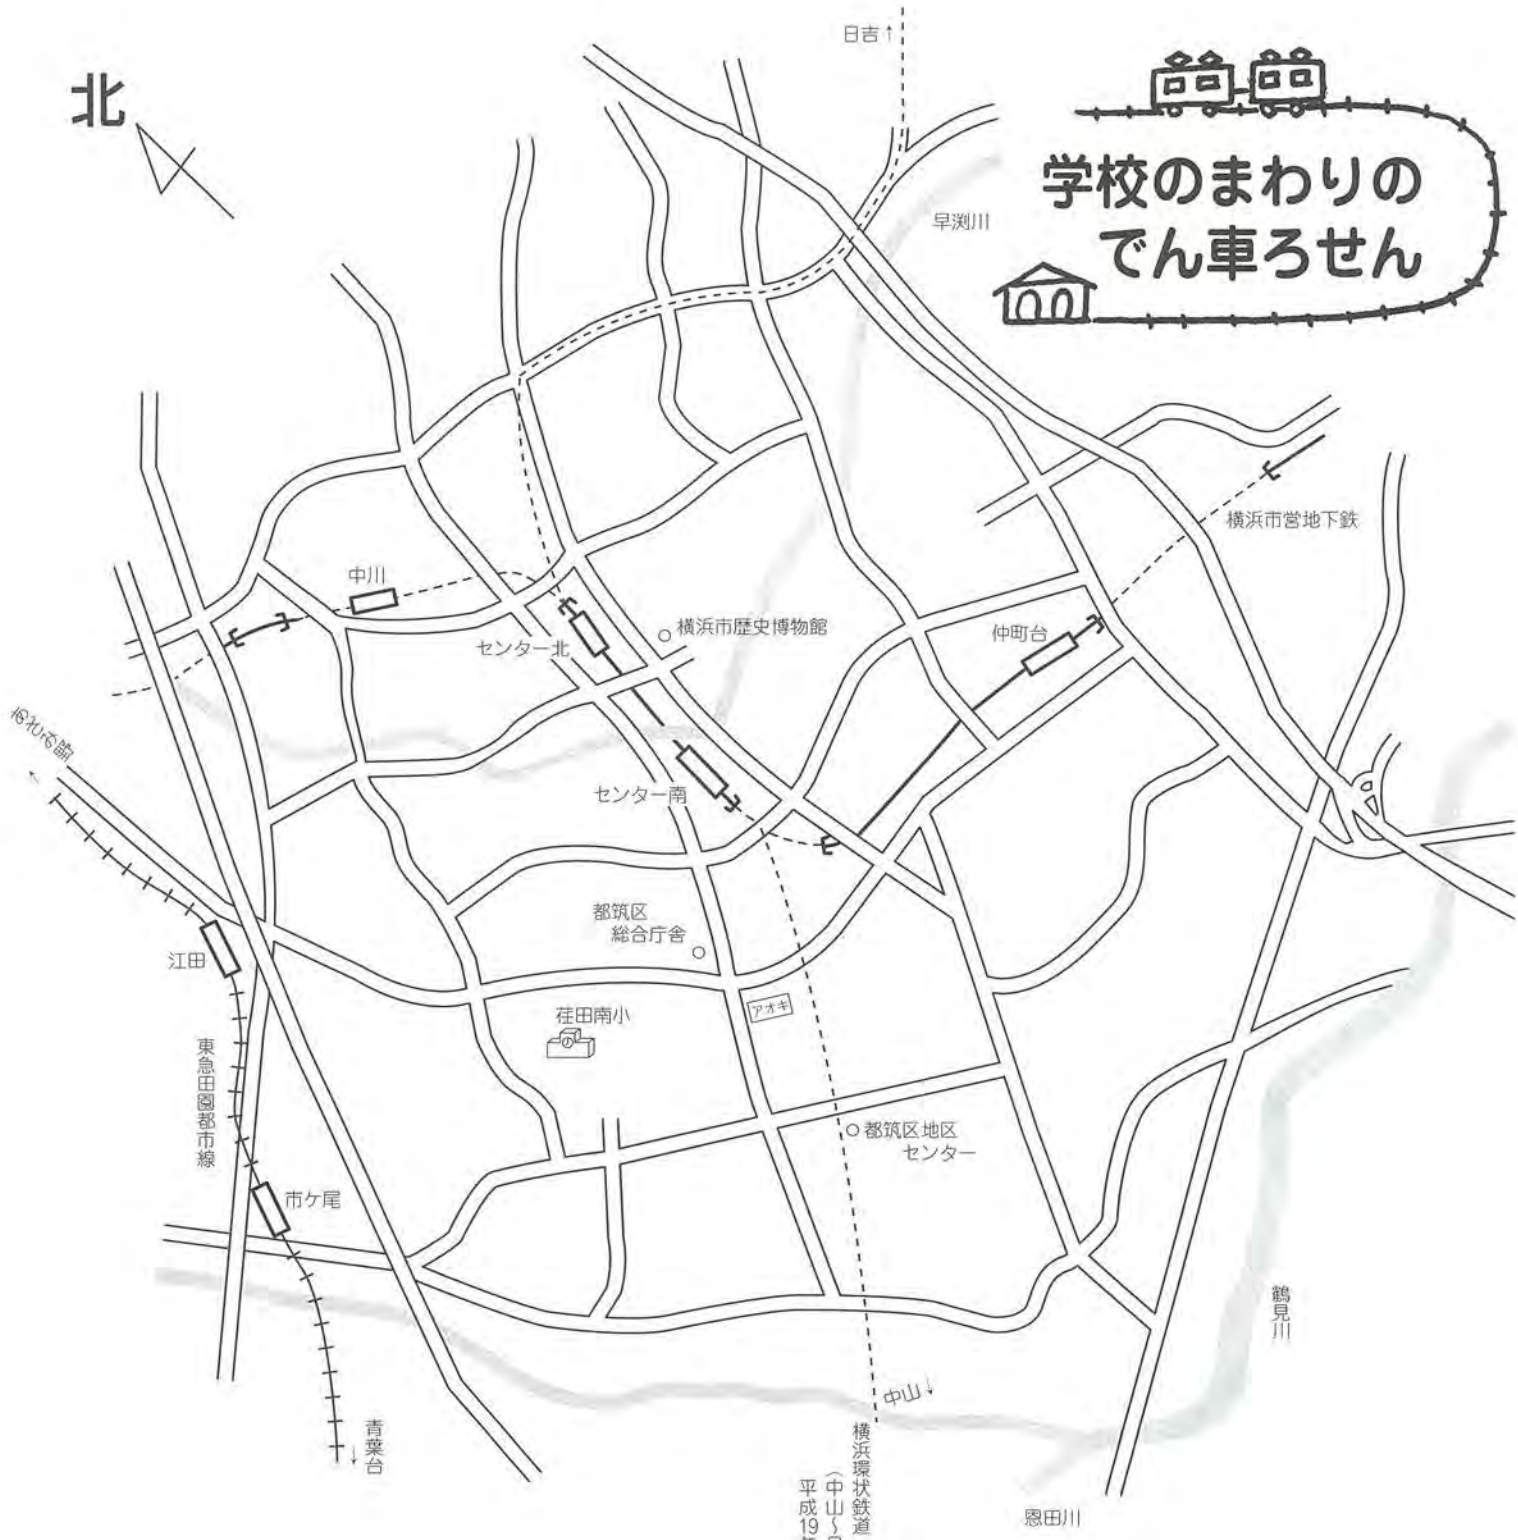 日吉↑
北
学校のまわりの
でん車ろせん
早渕川
横浜市営地下鉄
中川
センター北
横浜市歴史博物館
仲町台
あざみ野
←
センター南
都筑区
総合庁舎
江田
アオキ
荏田南小
東急田園都市線
都筑区地区
センター
市ケ尾
鶴見川
中山↓
青葉台
↓
横浜環状鉄道
(中山～
平成19
恩田川